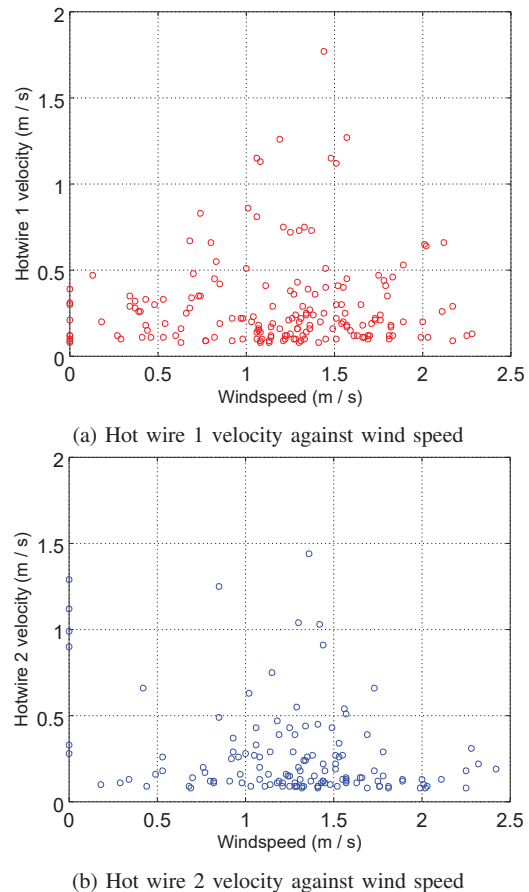 2
1.5
1
0.5
0
0 0.5 1 1.5 2 2.5
Hotwire 1 velocity (m / s)
Windspeed (m / s)
(a) Hot wire 1 velocity against wind speed
2
1.5
1
0.5
0
0 0.5 1 1.5 2 2.5
Hotwire 2 velocity (m / s)
Windspeed (m / s)
(b) Hot wire 2 velocity against wind speed